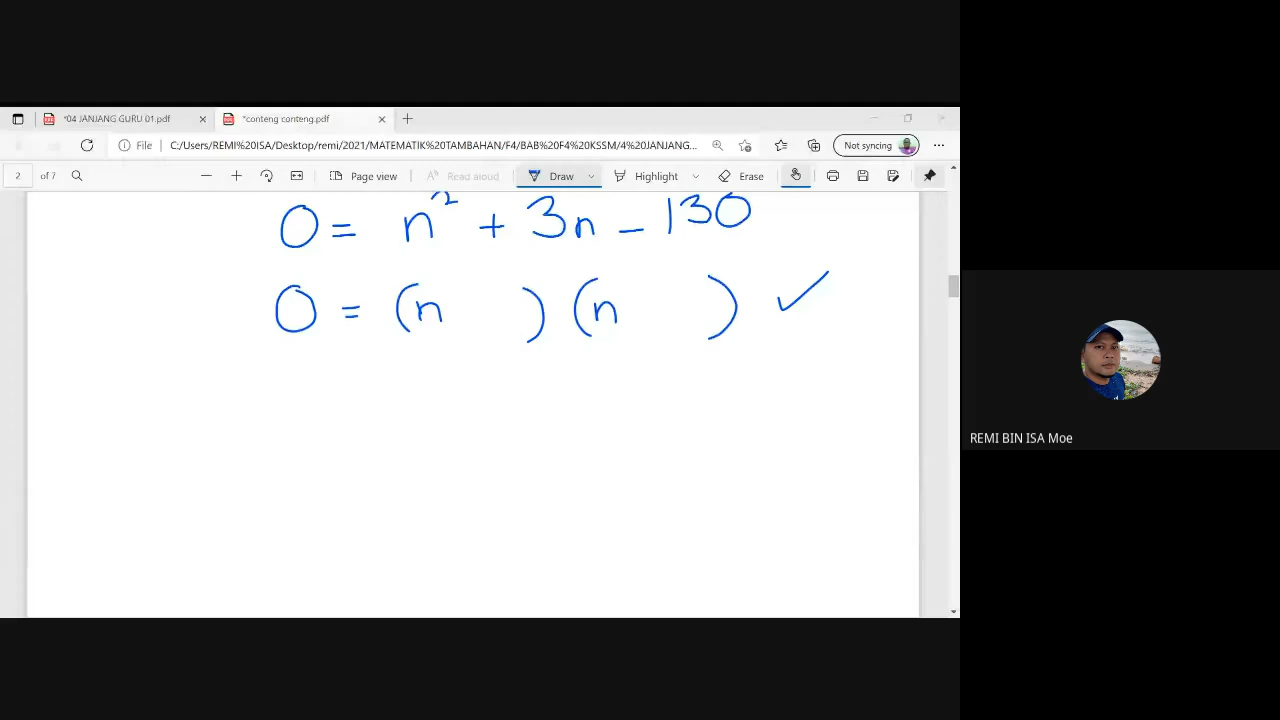 *04 JANJANG GURU 01.pdf
*conteng conteng.pdf
File
C:/Users/REMI%20ISA/Desktop/remi/2021/MATEMATIK%20TAMBAHAN/F4/BAB%20F4%20KSSM/4%20JANJANG...
Not syncing
2 of 7
Page view
Read aloud
Draw
Highlight
Erase
0 = n² + 3n - 130
0 = (n ) (n ) ✓
REMI BIN ISA Moe